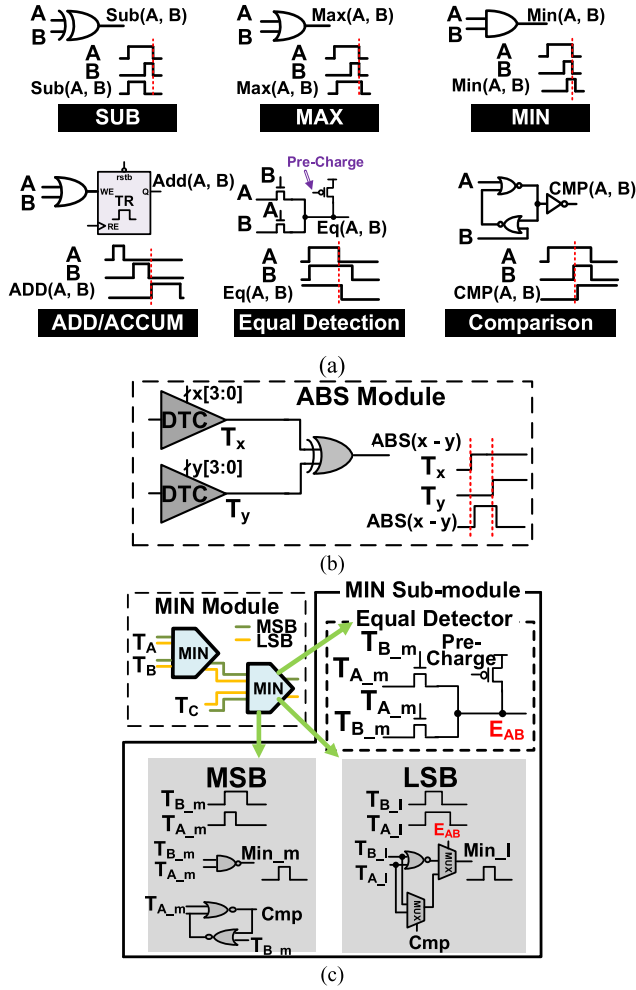 A
B
Sub(A, B)
A
B
Sub(A, B)
SUB
A
B
Max(A, B)
A
B
Max(A, B)
MAX
A
B
Min(A, B)
A
B
Min(A, B)
MIN
A
B
rstb
WE
Q
TR
RE
Add(A, B)
A
B
ADD(A, B)
ADD/ACCUM
Pre-Charge
B
A
A
B
Eq(A, B)
A
B
Eq(A, B)
Equal Detection
A
B
CMP(A, B)
A
B
CMP(A, B)
Comparison
(a)
ABS Module
x[3:0]
DTC
Tx
y[3:0]
DTC
Ty
ABS(x - y)
Tx
Ty
ABS(x - y)
(b)
MIN Module
MSB
LSB
TA
TB
MIN
MIN
TC
MIN Sub-module
Equal Detector
TB_m
Pre-
Charge
TA_m
TA_m
TB_m
EAB
MSB
TB_m
TA_m
TB_m
TA_m
Min_m
TA_m
Cmp
TB_m
LSB
TB_l
TA_l
EAB
TB_l
TA_l
MUX
Min_l
MUX
Cmp
(c)